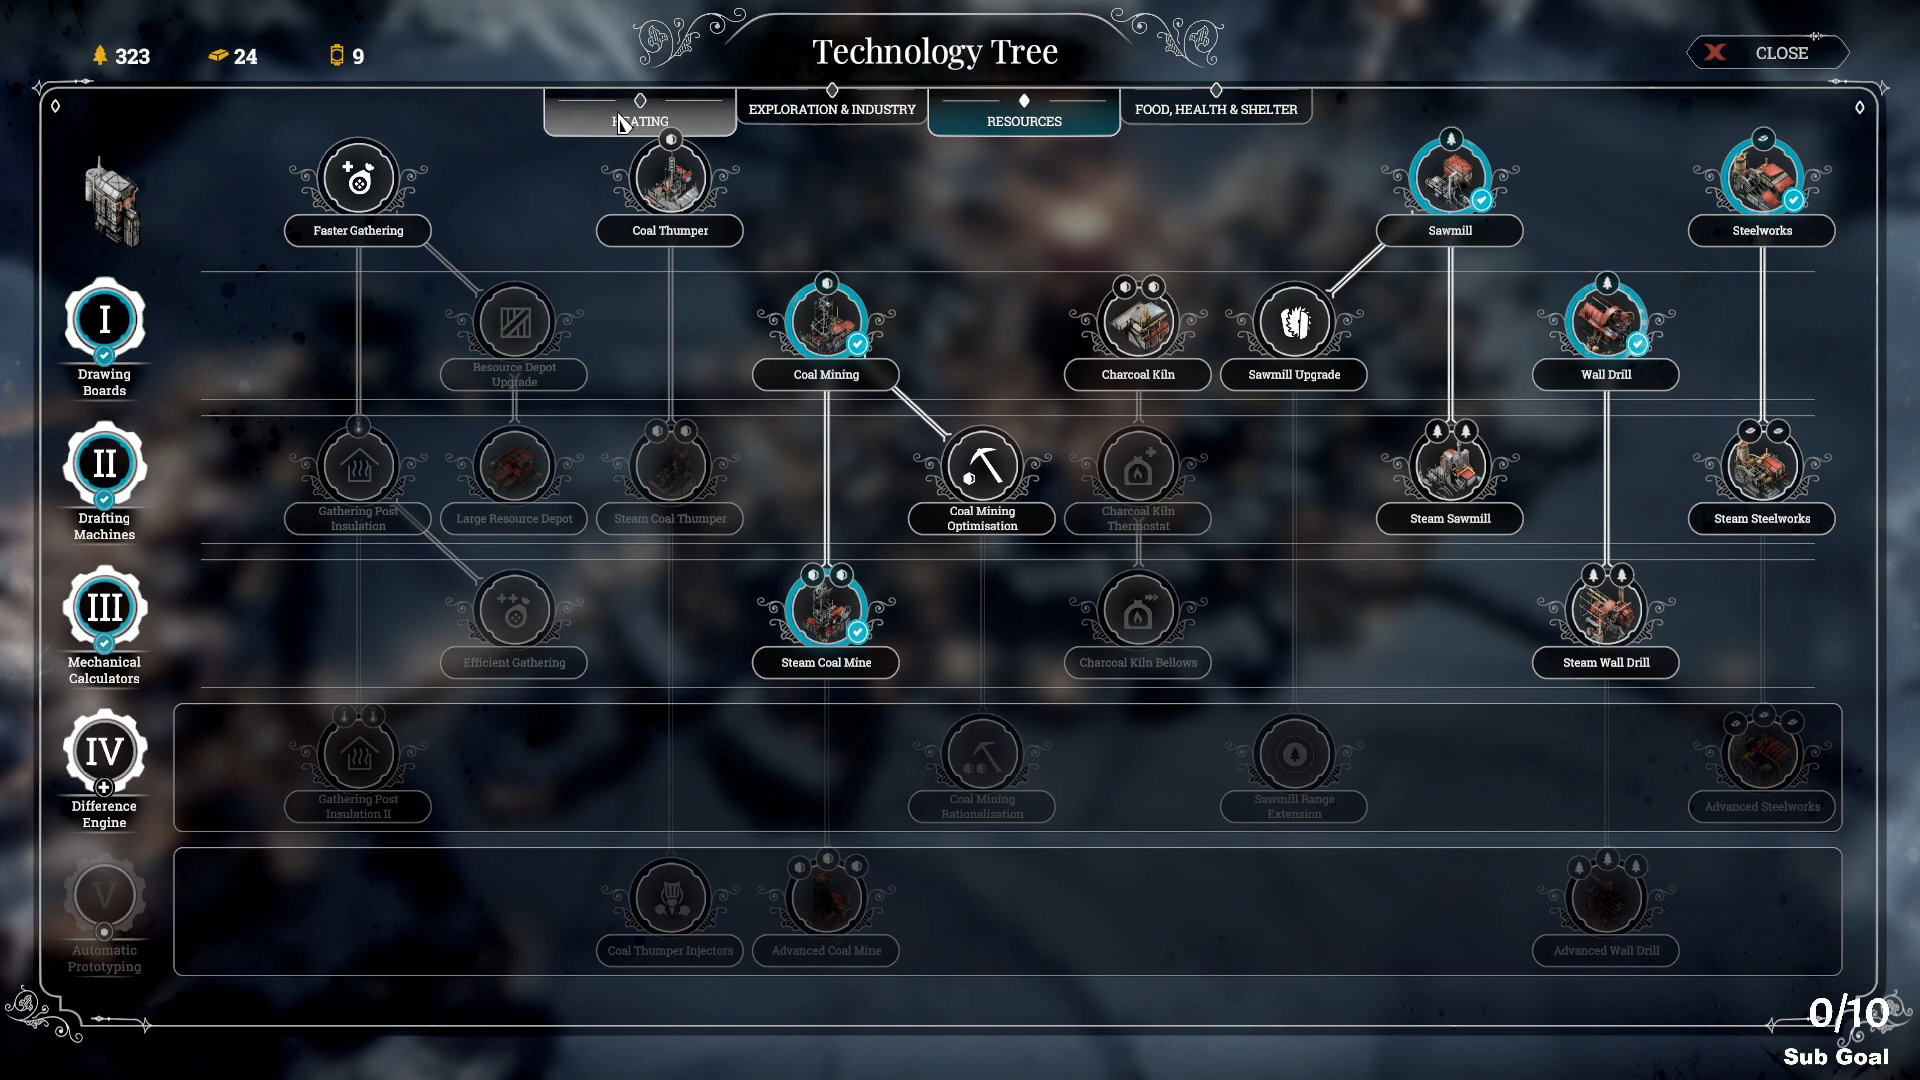 323 24 9
Technology Tree
CLOSE
HEATING
EXPLORATION & INDUSTRY
RESOURCES
FOOD, HEALTH & SHELTER
Faster Gathering
Coal Thumper
Sawmill
Steelworks
I
Drawing
Boards
Resource Depot
Upgrade
Coal Mining
Charcoal Kiln
Sawmill Upgrade
Wall Drill
II
Drafting
Machines
Gathering Post
Insulation
Large Resource Depot
Steam Coal Thumper
Coal Mining
Optimisation
Charcoal Kiln
Thermostat
Steam Sawmill
Steam Steelworks
III
Mechanical
Calculators
Efficient Gathering
Steam Coal Mine
Charcoal Kiln Bellows
Steam Wall Drill
IV
Difference
Engine
Gathering Post
Insulation II
Coal Mining
Rationalisation
Sawmill Range
Extension
Advanced Steelworks
V
Automatic
Prototyping
Coal Thumper Injectors
Advanced Coal Mine
Advanced Wall Drill
0/10
Sub Goal